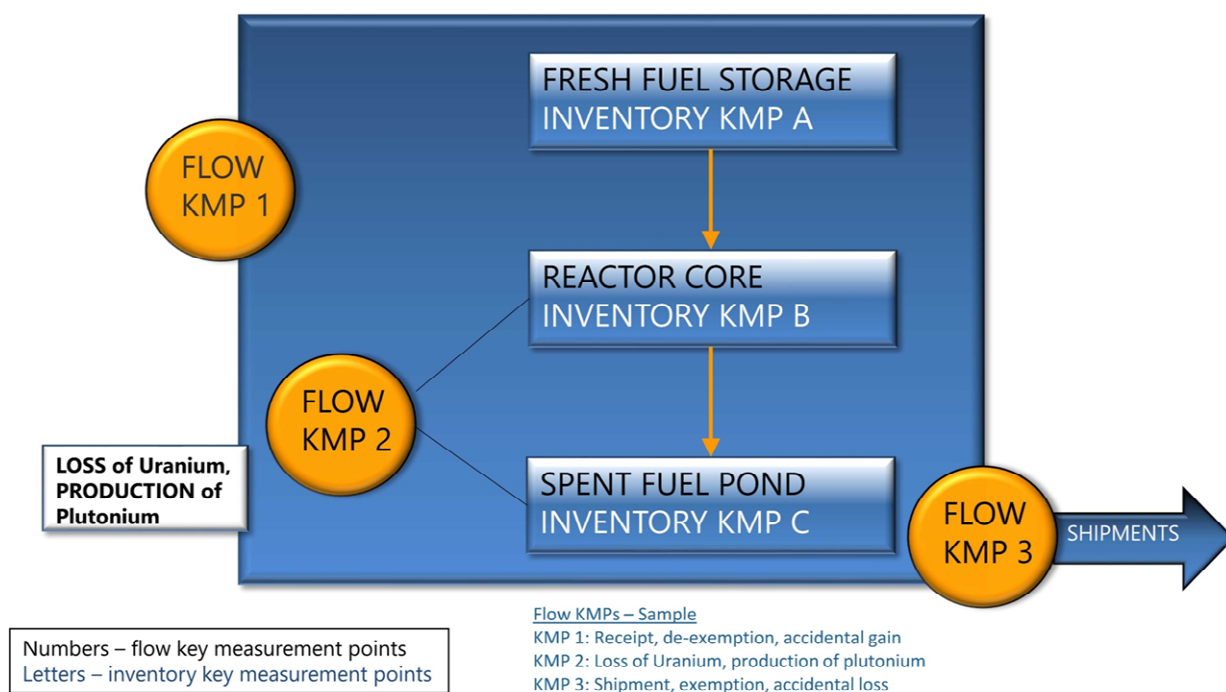 FRESH FUEL STORAGE
INVENTORY KMP A
FLOW
KMP 1
REACTOR CORE
INVENTORY KMP B
FLOW
KMP 2
LOSS of Uranium,
PRODUCTION of
Plutonium
SPENT FUEL POND
INVENTORY KMP C
FLOW
KMP 3
SHIPMENTS
Numbers – flow key measurement points
Letters – inventory key measurement points
Flow KMPs – Sample
KMP 1: Receipt, de-exemption, accidental gain
KMP 2: Loss of Uranium, production of plutonium
KMP 3: Shipment, exemption, accidental loss